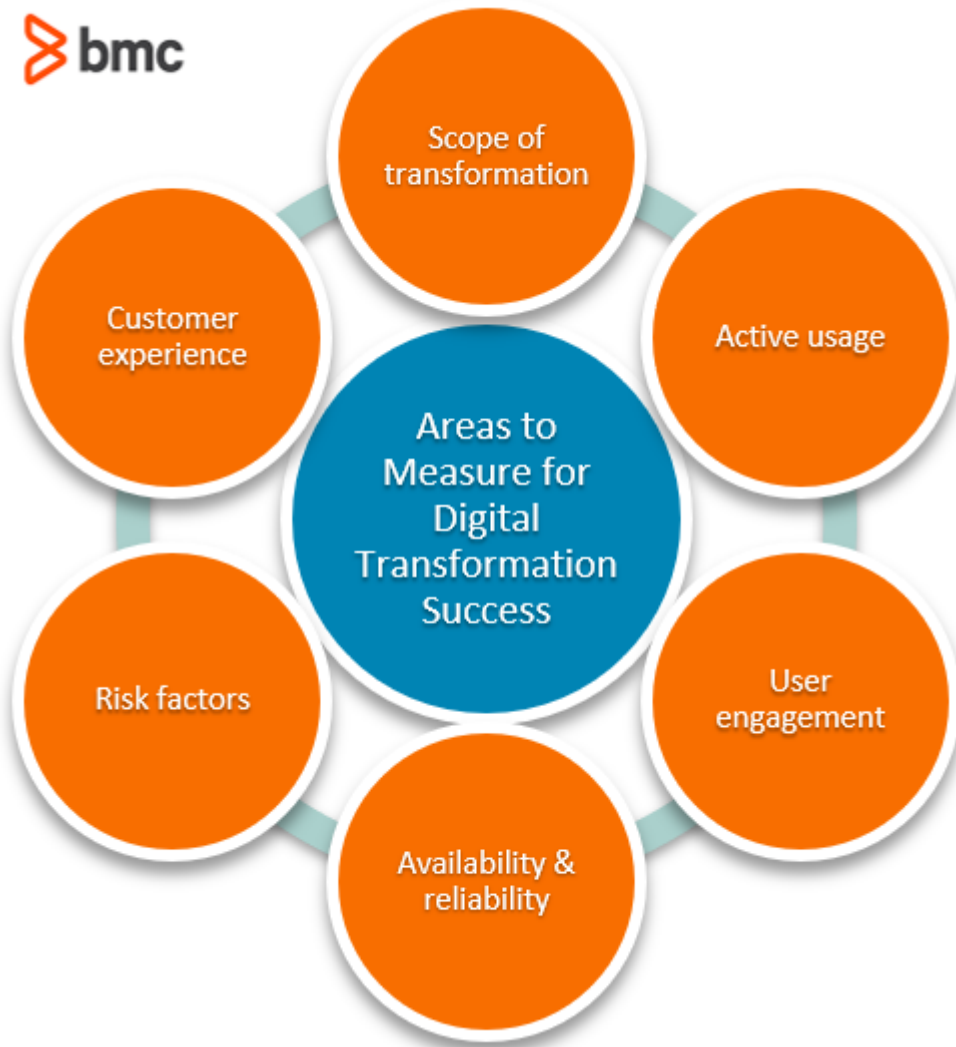 bmc
Scope of
transformation
Active usage
User
engagement
Availability &
reliability
Risk factors
Customer
experience
Areas to
Measure for
Digital
Transformation
Success